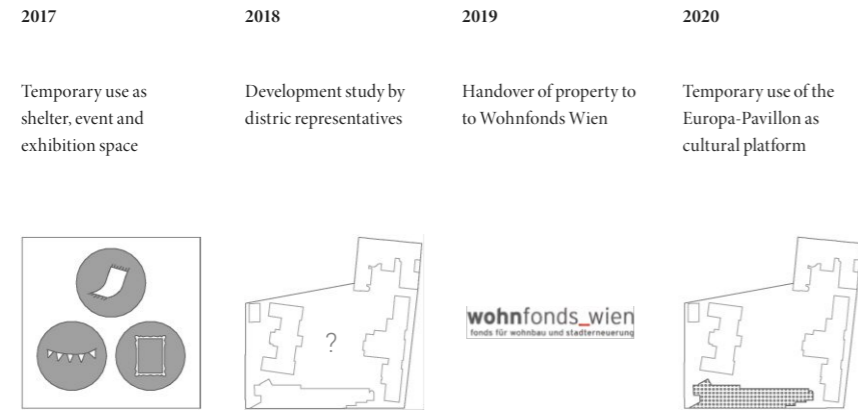 2017
Temporary use as
shelter, event and
exhibition space
2018
Development study by
distric representatives
?
2019
Handover of property to
to Wohnfonds Wien
wohnfonds_wien
fonds für wohnbau und stadterneuerung
2020
Temporary use of the
Europa-Pavillon as
cultural platform